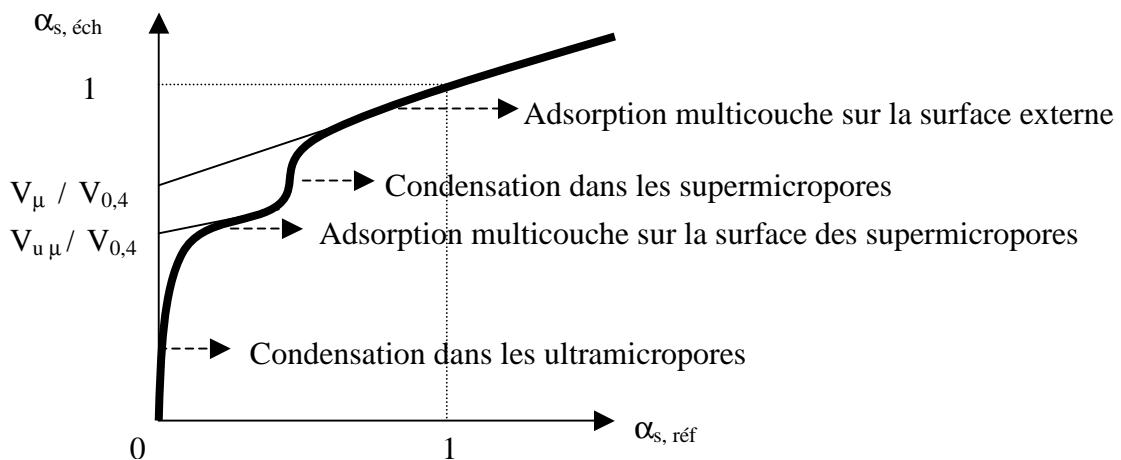 αs, éch
1
Adsorption multicouche sur la surface externe
Vμ / V0,4
Condensation dans les supermicropores
Vu μ / V0,4
Adsorption multicouche sur la surface des supermicropores
Condensation dans les ultramicropores
0
1
αs, réf